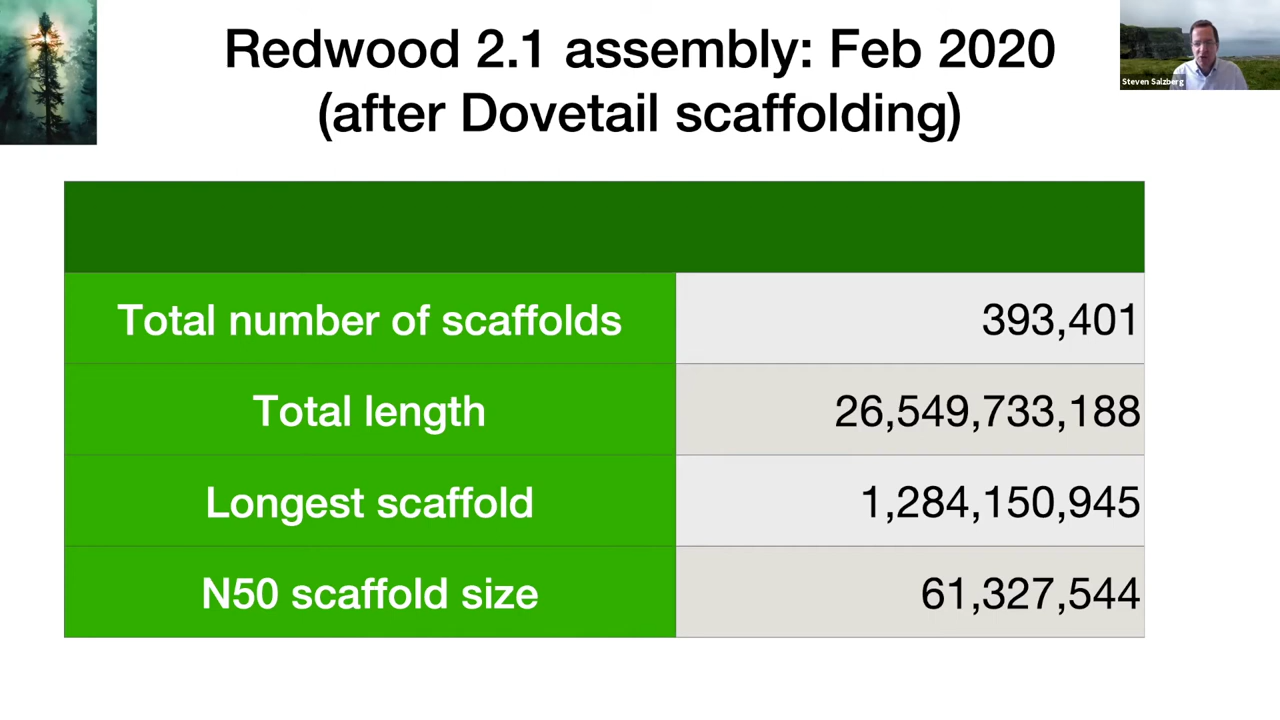 Redwood 2.1 assembly: Feb 2020
(after Dovetail scaffolding)
Steven Salzberg
Total number of scaffolds 393,401
Total length 26,549,733,188
Longest scaffold 1,284,150,945
N50 scaffold size 61,327,544